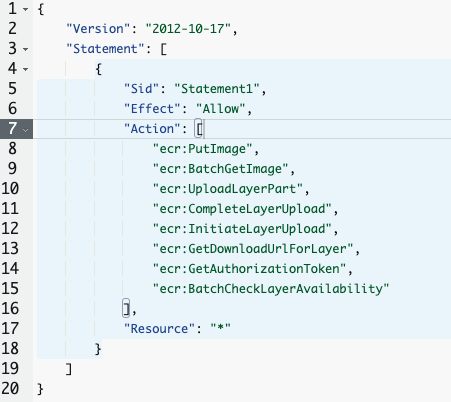 1 {
2 "Version": "2012-10-17",
3 "Statement": [
4 {
5 "Sid": "Statement1",
6 "Effect": "Allow",
7 "Action": [
8 "ecr:PutImage",
9 "ecr:BatchGetImage",
10 "ecr:UploadLayerPart",
11 "ecr:CompleteLayerUpload",
12 "ecr:InitiateLayerUpload",
13 "ecr:GetDownloadUrlForLayer",
14 "ecr:GetAuthorizationToken",
15 "ecr:BatchCheckLayerAvailability"
16 ],
17 "Resource": "*"
18 }
19 ]
20 }